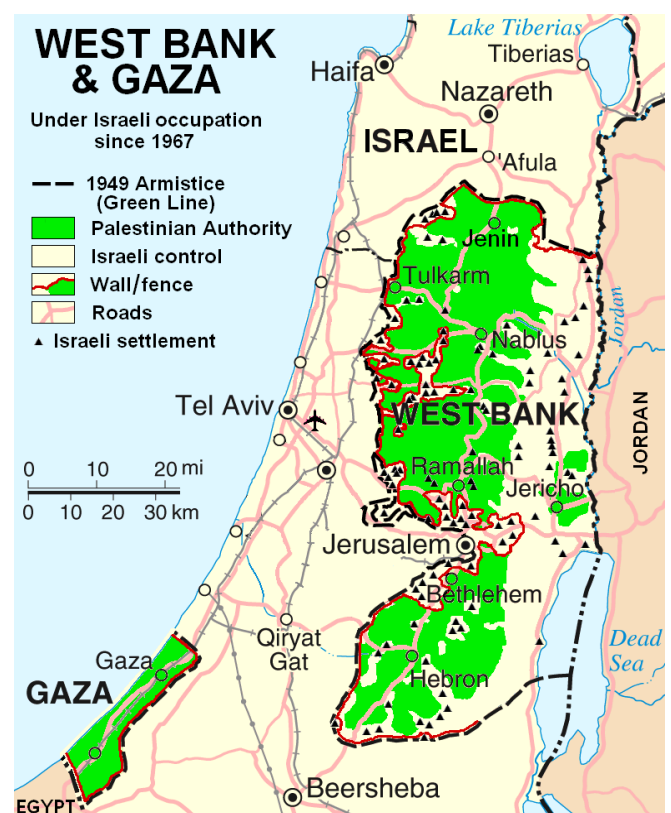 WEST BANK
& GAZA
Under Israeli occupation
since 1967
1949 Armistice
(Green Line)
Palestinian Authority
Israeli control
Wall/fence
Roads
Israeli settlement
Lake Tiberias
Tiberias
Haifa
Nazareth
ISRAEL
'Afula
Jenin
Tulkarm
Jordan
Nablus
Tel Aviv
WEST BANK
JORDAN
0 10 20 mi
0 10 20 30 km
Ramallah
Jericho
Jerusalem
Bethlehem
Qiryat
Gat
Dead
Sea
Gaza
Hebron
GAZA
Beersheba
EGYPT